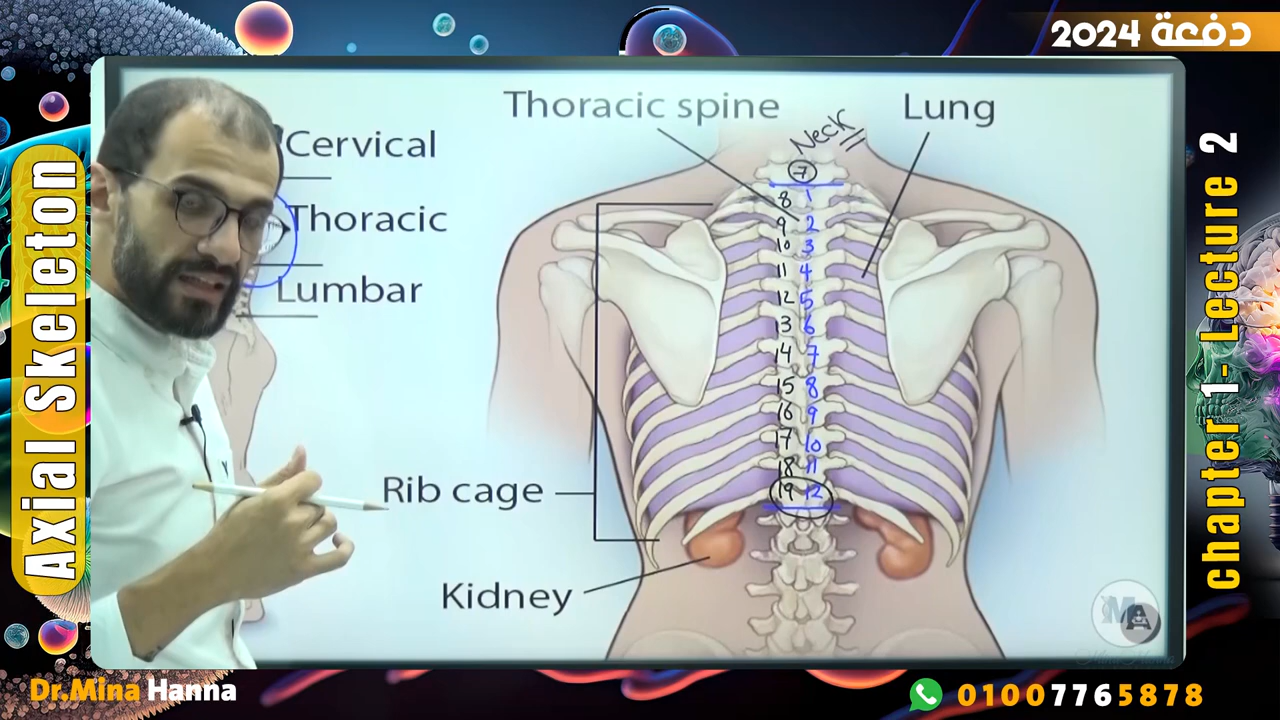 دفعة 2024
Axial Skeleton
chapter 1- Lecture 2
Thoracic spine
Lung
Neck
Cervical
Thoracic
Lumbar
7
8 1
9 2
10 3
11 4
12 5
13 6
14 7
15 8
16 9
17 10
18 11
19 12
Rib cage
Kidney
MA
Dr.Mina Hanna
01007765878